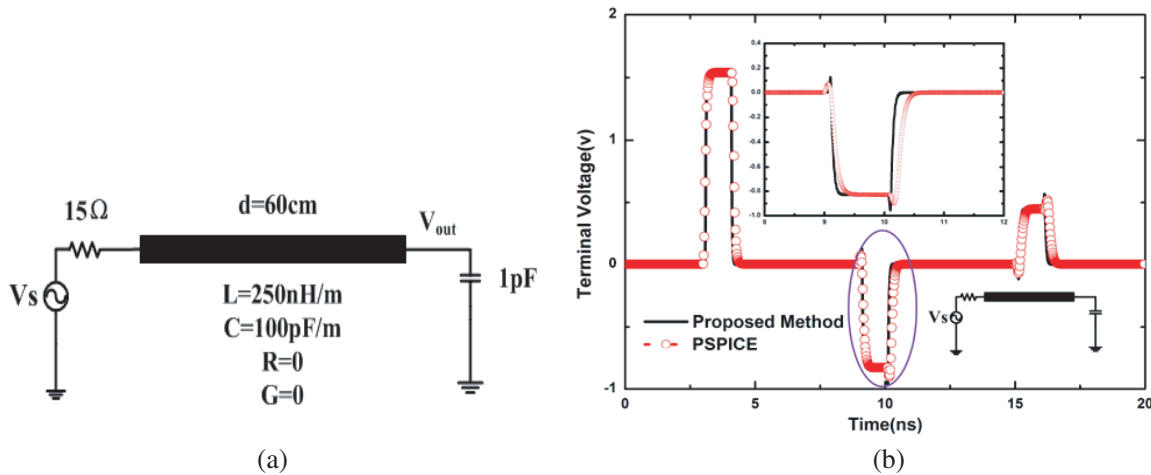 15Ω
d=60cm
Vout
Vs
1pF
L=250nH/m
C=100pF/m
R=0
G=0
(a)
Terminal Voltage(v)
2
1
0
-1
0.4
0.2
0.0
-0.2
-0.4
-0.6
-0.8
-1.0
8
9
10
11
12
Proposed Method
PSPICE
Vs
0
5
10
15
20
Time(ns)
(b)